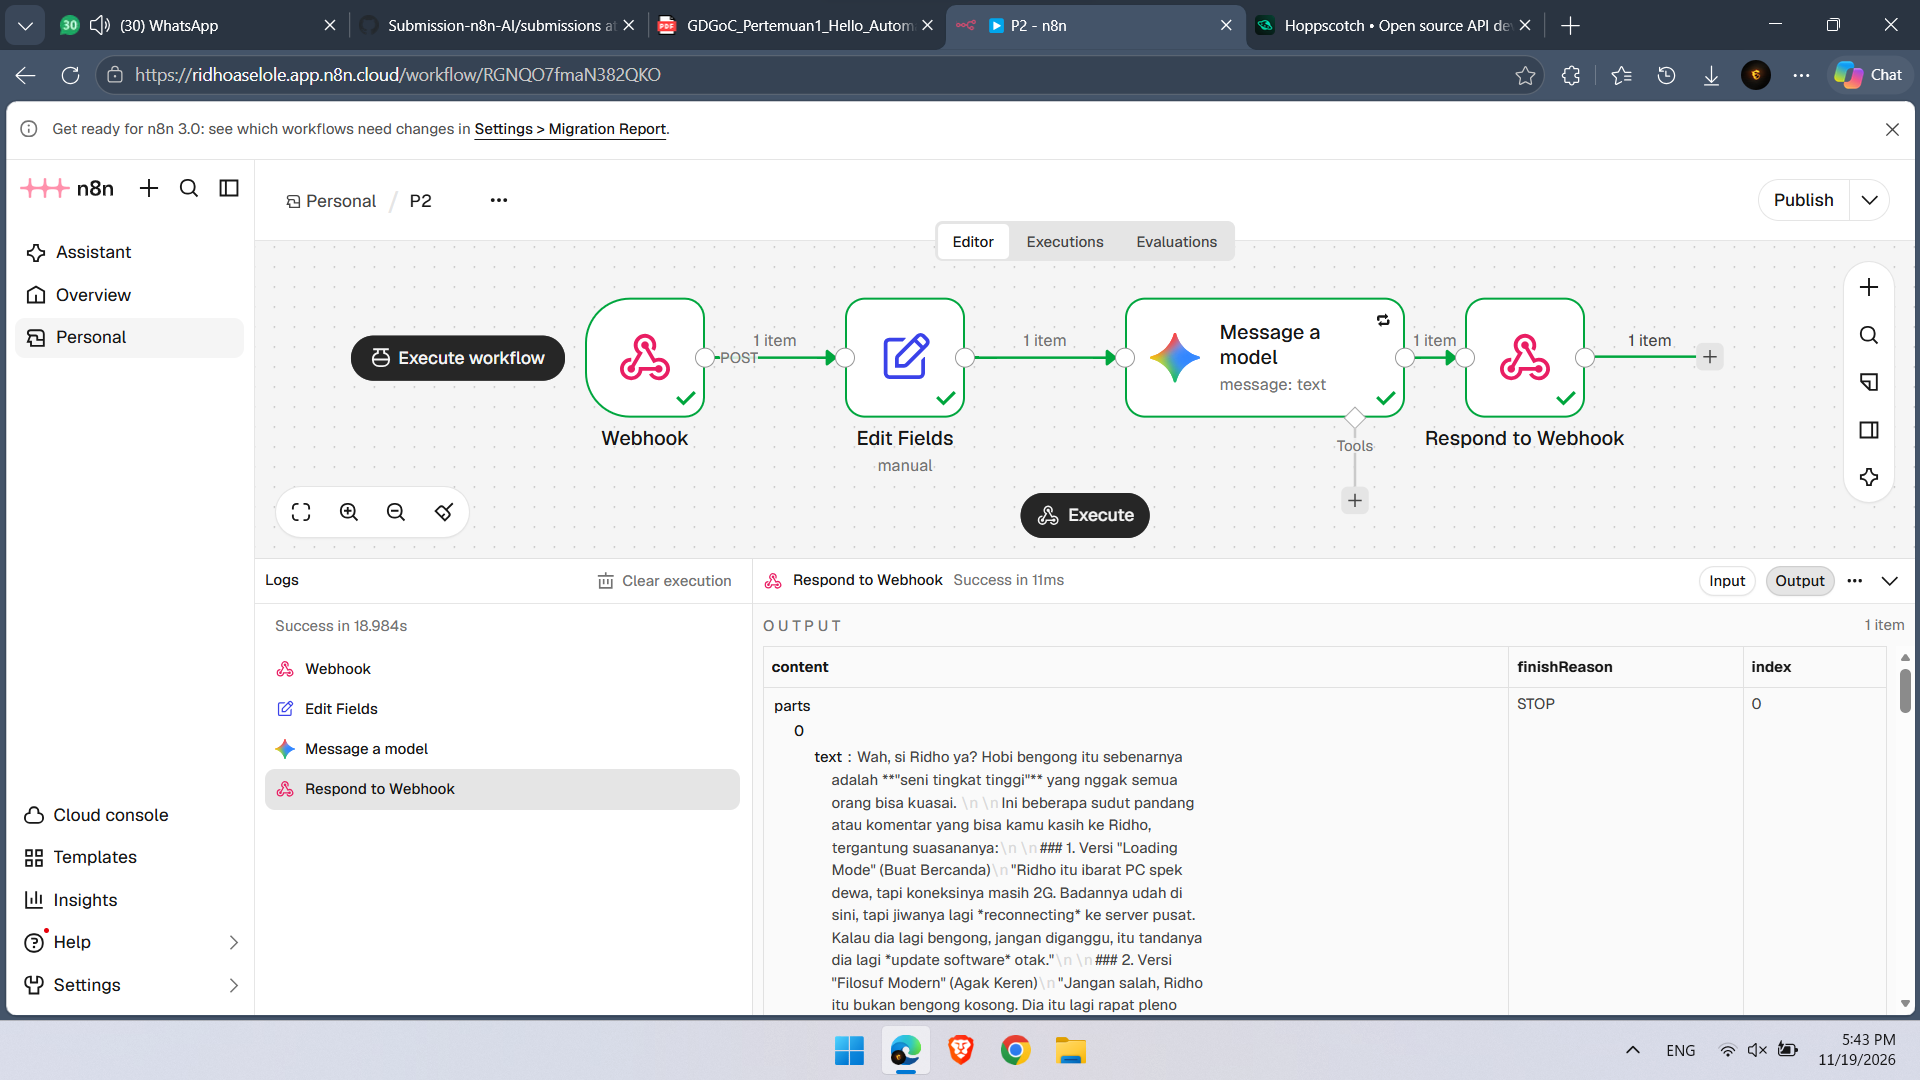 30 (30) WhatsApp
Submission-n8n-AI/submissions at
PDF GDGoC_Pertemuan1_Hello_Autom
P2 - n8n
Hoppscotch • Open source API de
https://ridhoaselole.app.n8n.cloud/workflow/RGNQO7fmaN382QKO
Chat
Get ready for n8n 3.0: see which workflows need changes in Settings > Migration Report.
n8n
Personal / P2
Publish
Editor Executions Evaluations
Assistant
Overview
Personal
Execute workflow
POST
1 item
1 item
Message a model
message: text
1 item
1 item
Webhook
Edit Fields
manual
Tools
Respond to Webhook
Execute
Logs
Clear execution
Respond to Webhook Success in 11ms
Input Output
Success in 18.984s
OUTPUT
1 item
Webhook
Edit Fields
Message a model
Respond to Webhook
content finishReason index
parts STOP 0
0
text : Wah, si Ridho ya? Hobi bengong itu sebenarnya
adalah **"seni tingkat tinggi"** yang nggak semua
orang bisa kuasai. \n \n Ini beberapa sudut pandang
atau komentar yang bisa kamu kasih ke Ridho,
tergantung suasananya:\n \n ### 1. Versi "Loading
Mode" (Buat Bercanda)\n "Ridho itu ibarat PC spek
dewa, tapi koneksinya masih 2G. Badannya udah di
sini, tapi jiwanya lagi *reconnecting* ke server pusat.
Kalau dia lagi bengong, jangan diganggu, itu tandanya
dia lagi *update software* otak."\n \n ### 2. Versi
"Filosuf Modern" (Agak Keren)\n "Jangan salah, Ridho
itu bukan bengong kosong. Dia itu lagi rapat pleno
Cloud console
Templates
Insights
Help
Settings
ENG
5:43 PM
11/19/2026